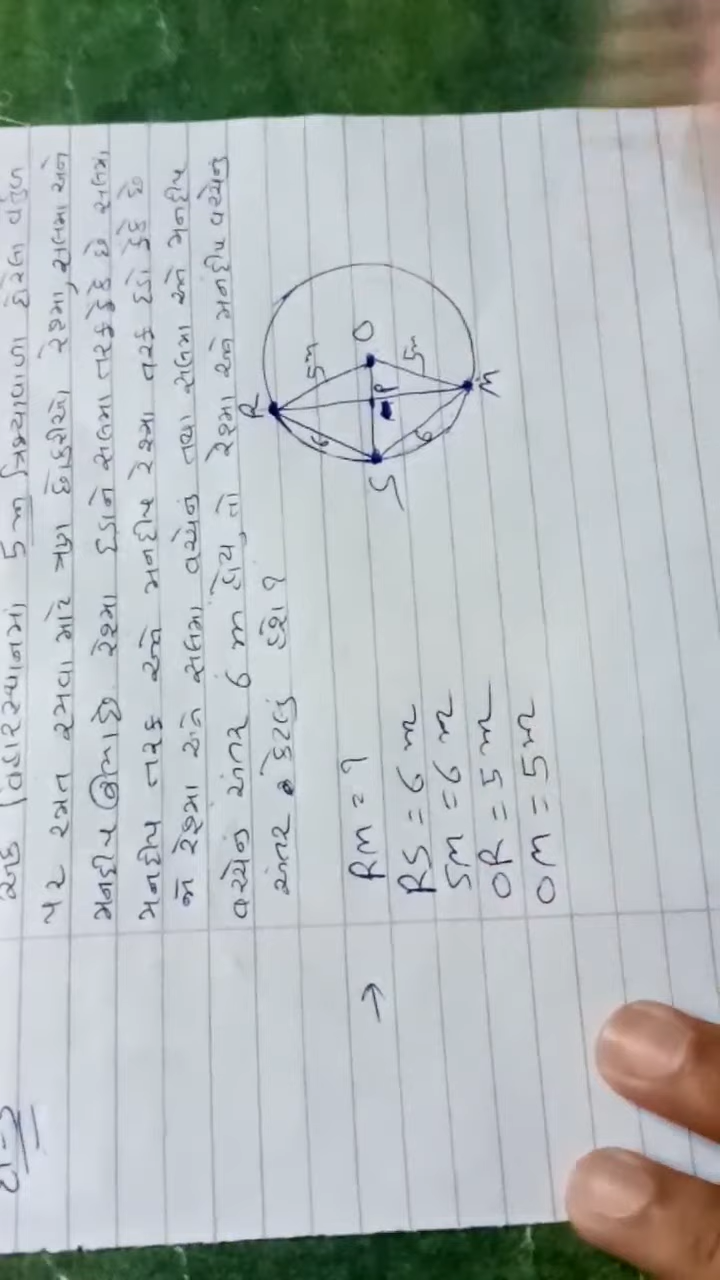 એક વિહારસ્થાનમાં 5 m ત્રિજ્યાવાળા દોરેલા વર્તુળ
પર રમત રમવા માટે ત્રણ છોકરીઓ રેશ્મા, સલમા અને
મનદીપ ઊભા છે. રેશ્મા દડાને સલમા તરફ ફેંકે છે સલમા
મનદીપ તરફ અને મનદીપ રેશ્મા તરફ દડો ફેંકે છે
જો રેશ્મા અને સલમા વચ્ચેનું તથા સલમા અને મનદીપ
વચ્ચેનું અંતર 6 m હોય, તો રેશ્મા અને મનદીપ વચ્ચેનું
અંતર કેટલું હશે ?
→ RM = ?
RS = 6 m
SM = 6 m
OR = 5 m
OM = 5 m
R
5m
O
5m
6
P
6
M
S